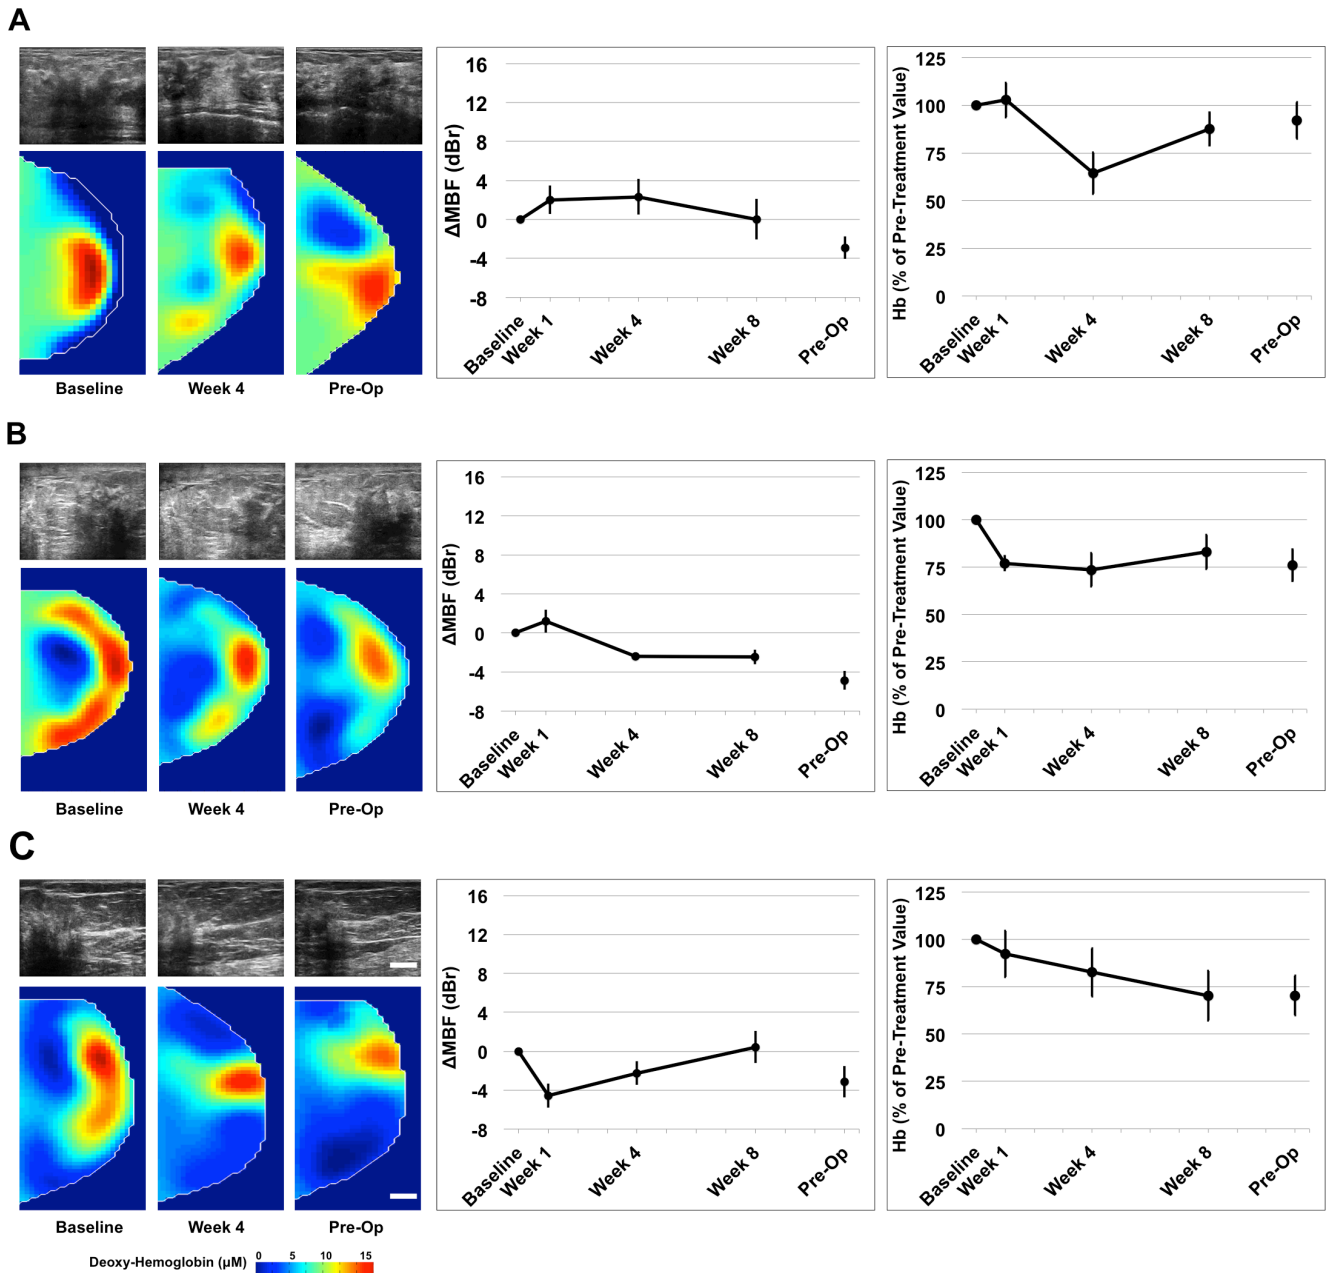 A
Baseline
Week 4
Pre-Op
ΔMBF (dBr)
16
12
8
4
0
-4
-8
Baseline
Week 1
Week 4
Week 8
Pre-Op
Hb (% of Pre-Treatment Value)
125
100
75
50
25
0
Baseline
Week 1
Week 4
Week 8
Pre-Op
B
Baseline
Week 4
Pre-Op
ΔMBF (dBr)
16
12
8
4
0
-4
-8
Baseline
Week 1
Week 4
Week 8
Pre-Op
Hb (% of Pre-Treatment Value)
125
100
75
50
25
0
Baseline
Week 1
Week 4
Week 8
Pre-Op
C
Baseline
Week 4
Pre-Op
ΔMBF (dBr)
16
12
8
4
0
-4
-8
Baseline
Week 1
Week 4
Week 8
Pre-Op
Hb (% of Pre-Treatment Value)
125
100
75
50
25
0
Baseline
Week 1
Week 4
Week 8
Pre-Op
Deoxy-Hemoglobin (µM) 0 5 10 15